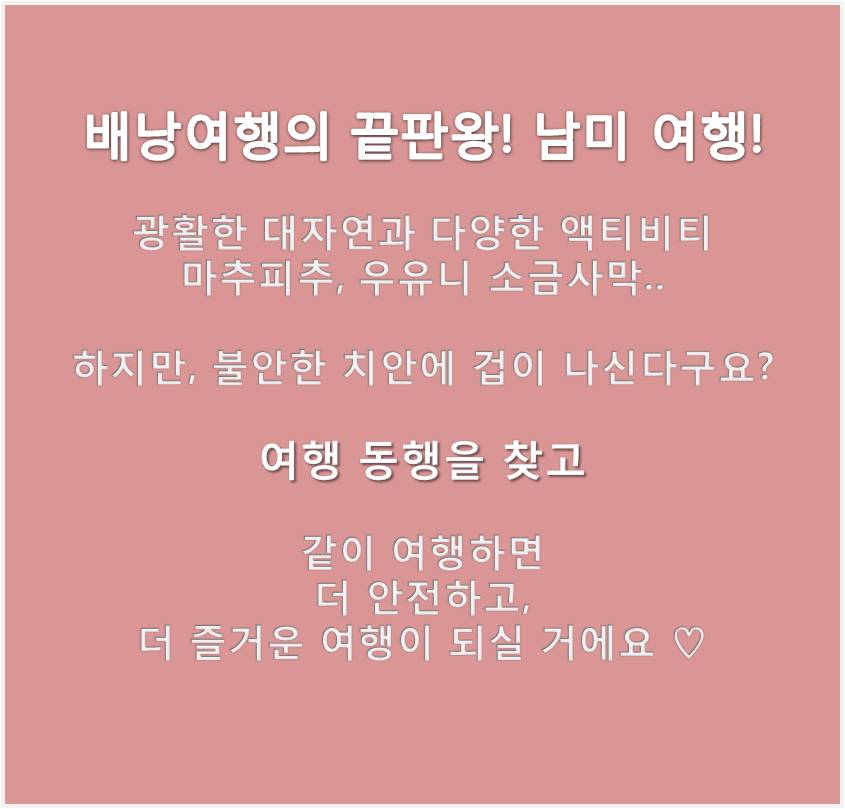 배낭여행의 끝판왕! 남미 여행!
광활한 대자연과 다양한 액티비티
마추피추, 우유니 소금사막..
하지만, 불안한 치안에 겁이 나신다구요?
여행 동행을 찾고
같이 여행하면
더 안전하고,
더 즐거운 여행이 되실 거에요 ♡